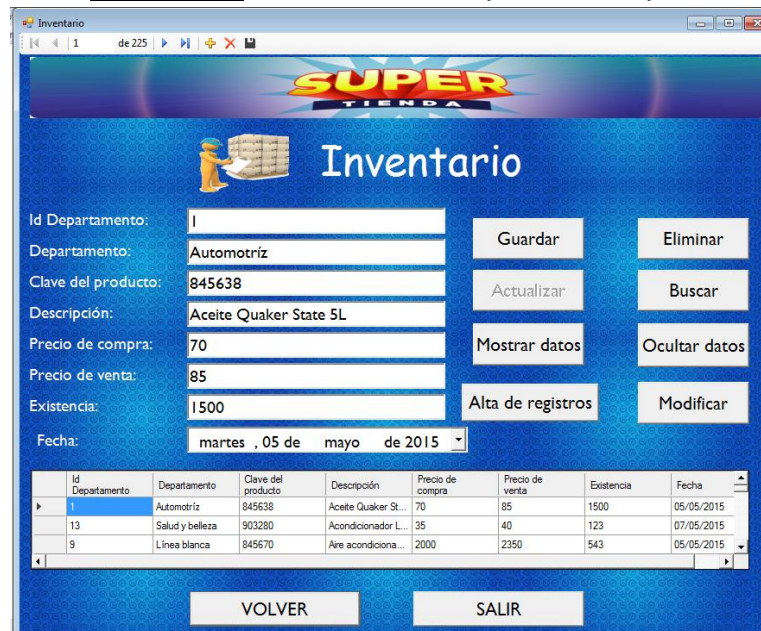 Inventario
1 de 225
SUPER
TIENDA
Inventario
Id Departamento: 1
Departamento: Automotríz
Clave del producto: 845638
Descripción: Aceite Quaker State 5L
Precio de compra: 70
Precio de venta: 85
Existencia: 1500
Fecha: martes , 05 de mayo de 2015
Guardar Eliminar
Actualizar Buscar
Mostrar datos Ocultar datos
Alta de registros Modificar
Id Departamento Departamento Clave del producto Descripción Precio de compra Precio de venta Existencia Fecha
1 Automotríz 845638 Aceite Quaker St... 70 85 1500 05/05/2015
13 Salud y belleza 903280 Acondicionador L... 35 40 123 07/05/2015
9 Línea blanca 845670 Aire acondiciona... 2000 2350 543 05/05/2015
VOLVER SALIR